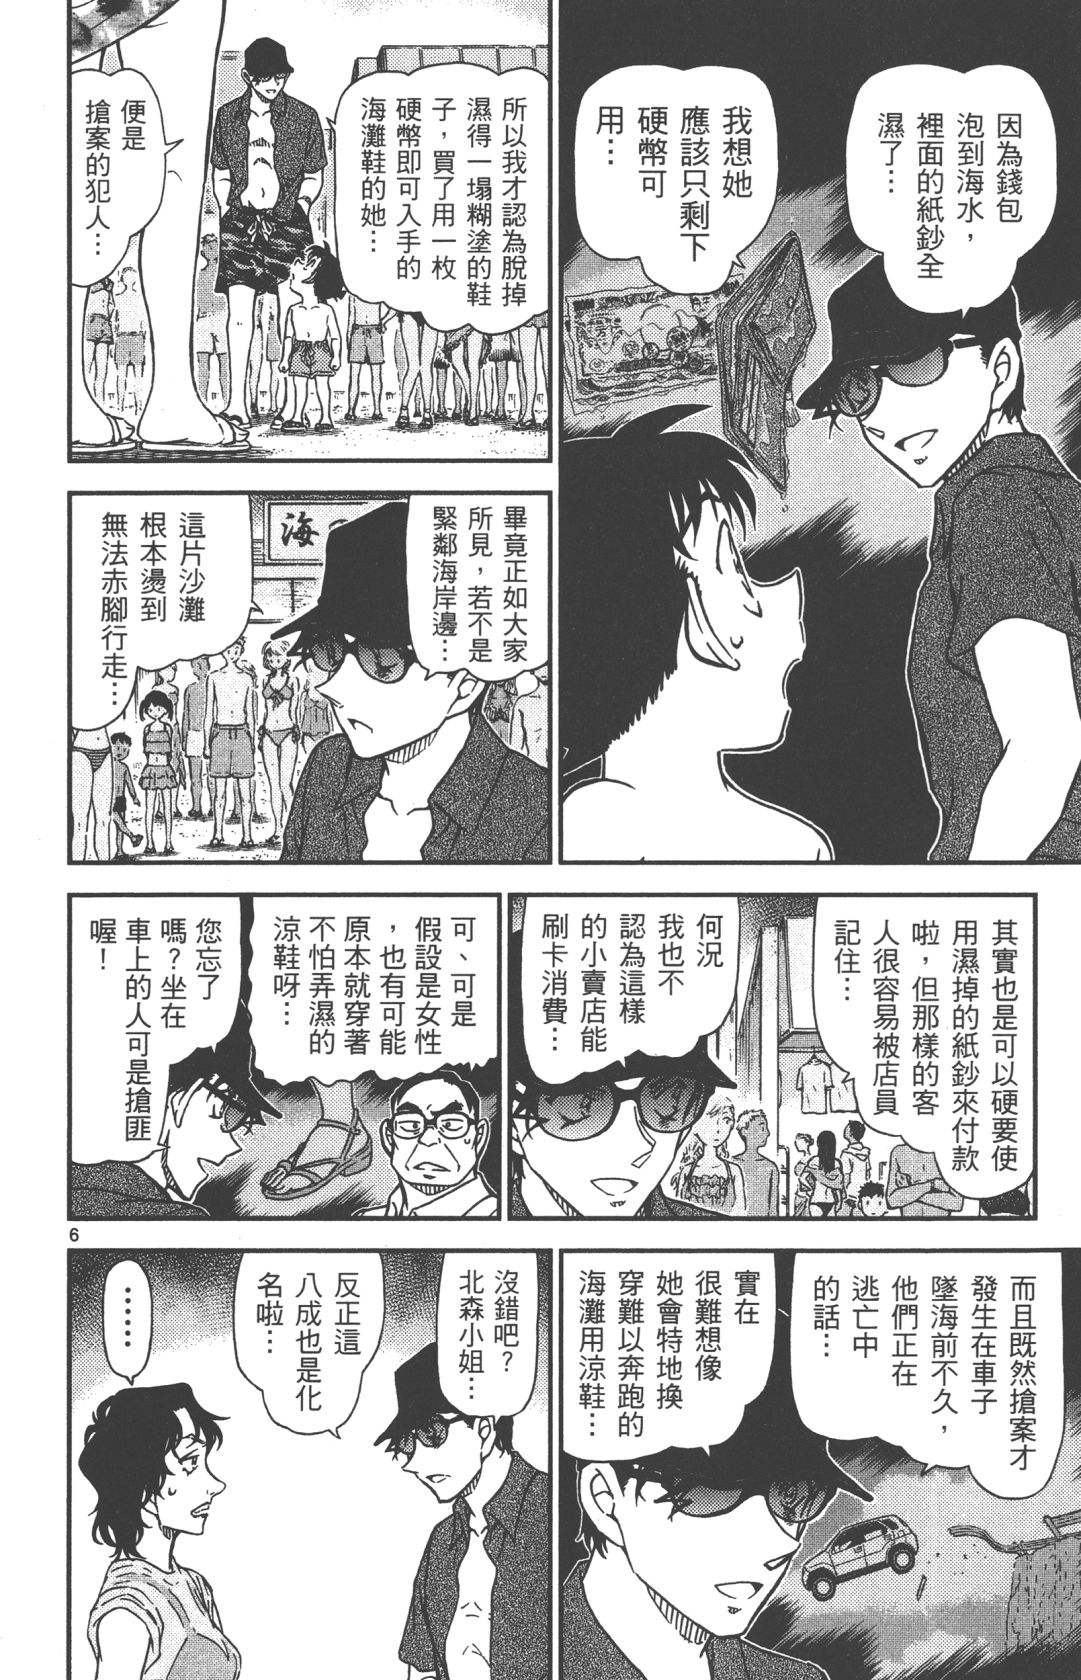 因為錢包
泡到海水，
裡面的紙鈔全
濕了…
我想她
應該只剩下
硬幣可
用…
所以我才認為脫掉
濕得一塌糊塗的鞋
子，買了用一枚
硬幣即可入手的
海灘鞋的她…
便是
搶案的犯人…
畢竟正如大家
所見，若不是
緊鄰海岸邊…
這片沙灘
根本燙到
無法赤腳行走…
海
其實也是可以硬要使
用濕掉的紙鈔來付款
啦，但那樣的客
人很容易被店員
記住…
何況
我也不
認為這樣
的小賣店能
刷卡消費…
可、可是
假設是女性
，也有可能
原本就穿著
不怕弄濕的
涼鞋呀…
您忘了
嗎？坐在
車上的人可是搶匪
喔！
6
而且既然搶案才
發生在車子
墜海前不久，
他們正在
逃亡中
的話…
實在
很難想像
她會特地換
穿難以奔跑的
海灘用涼鞋…
沒錯吧？
北森小姐…
反正這
八成也是化
名啦…
……